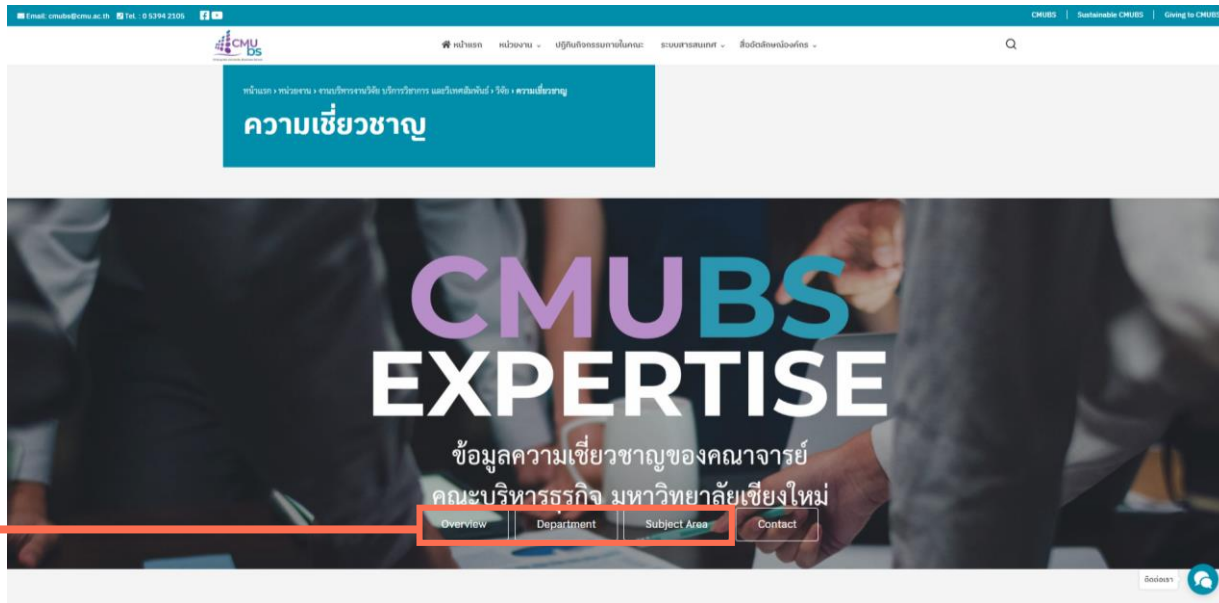 Email: cmubs@cmu.ac.th Tel. : 0 5394 2105
CMUBS | Sustainable CMUBS | Giving to CMUBS
CMU
BS
หน้าแรก หน่วยงาน ปฏิทินกิจกรรมภายในคณะ ระบบสารสนเทศ สื่ออัตลักษณ์องค์กร
หน้าแรก › หน่วยงาน › งานบริหารงานวิจัย บริการวิชาการ และวิเทศสัมพันธ์ › วิจัย › ความเชี่ยวชาญ
ความเชี่ยวชาญ
CMUBS
EXPERTISE
ข้อมูลความเชี่ยวชาญของคณาจารย์
คณะบริหารธุรกิจ มหาวิทยาลัยเชียงใหม่
Overview Department Subject Area Contact
ติดต่อเรา